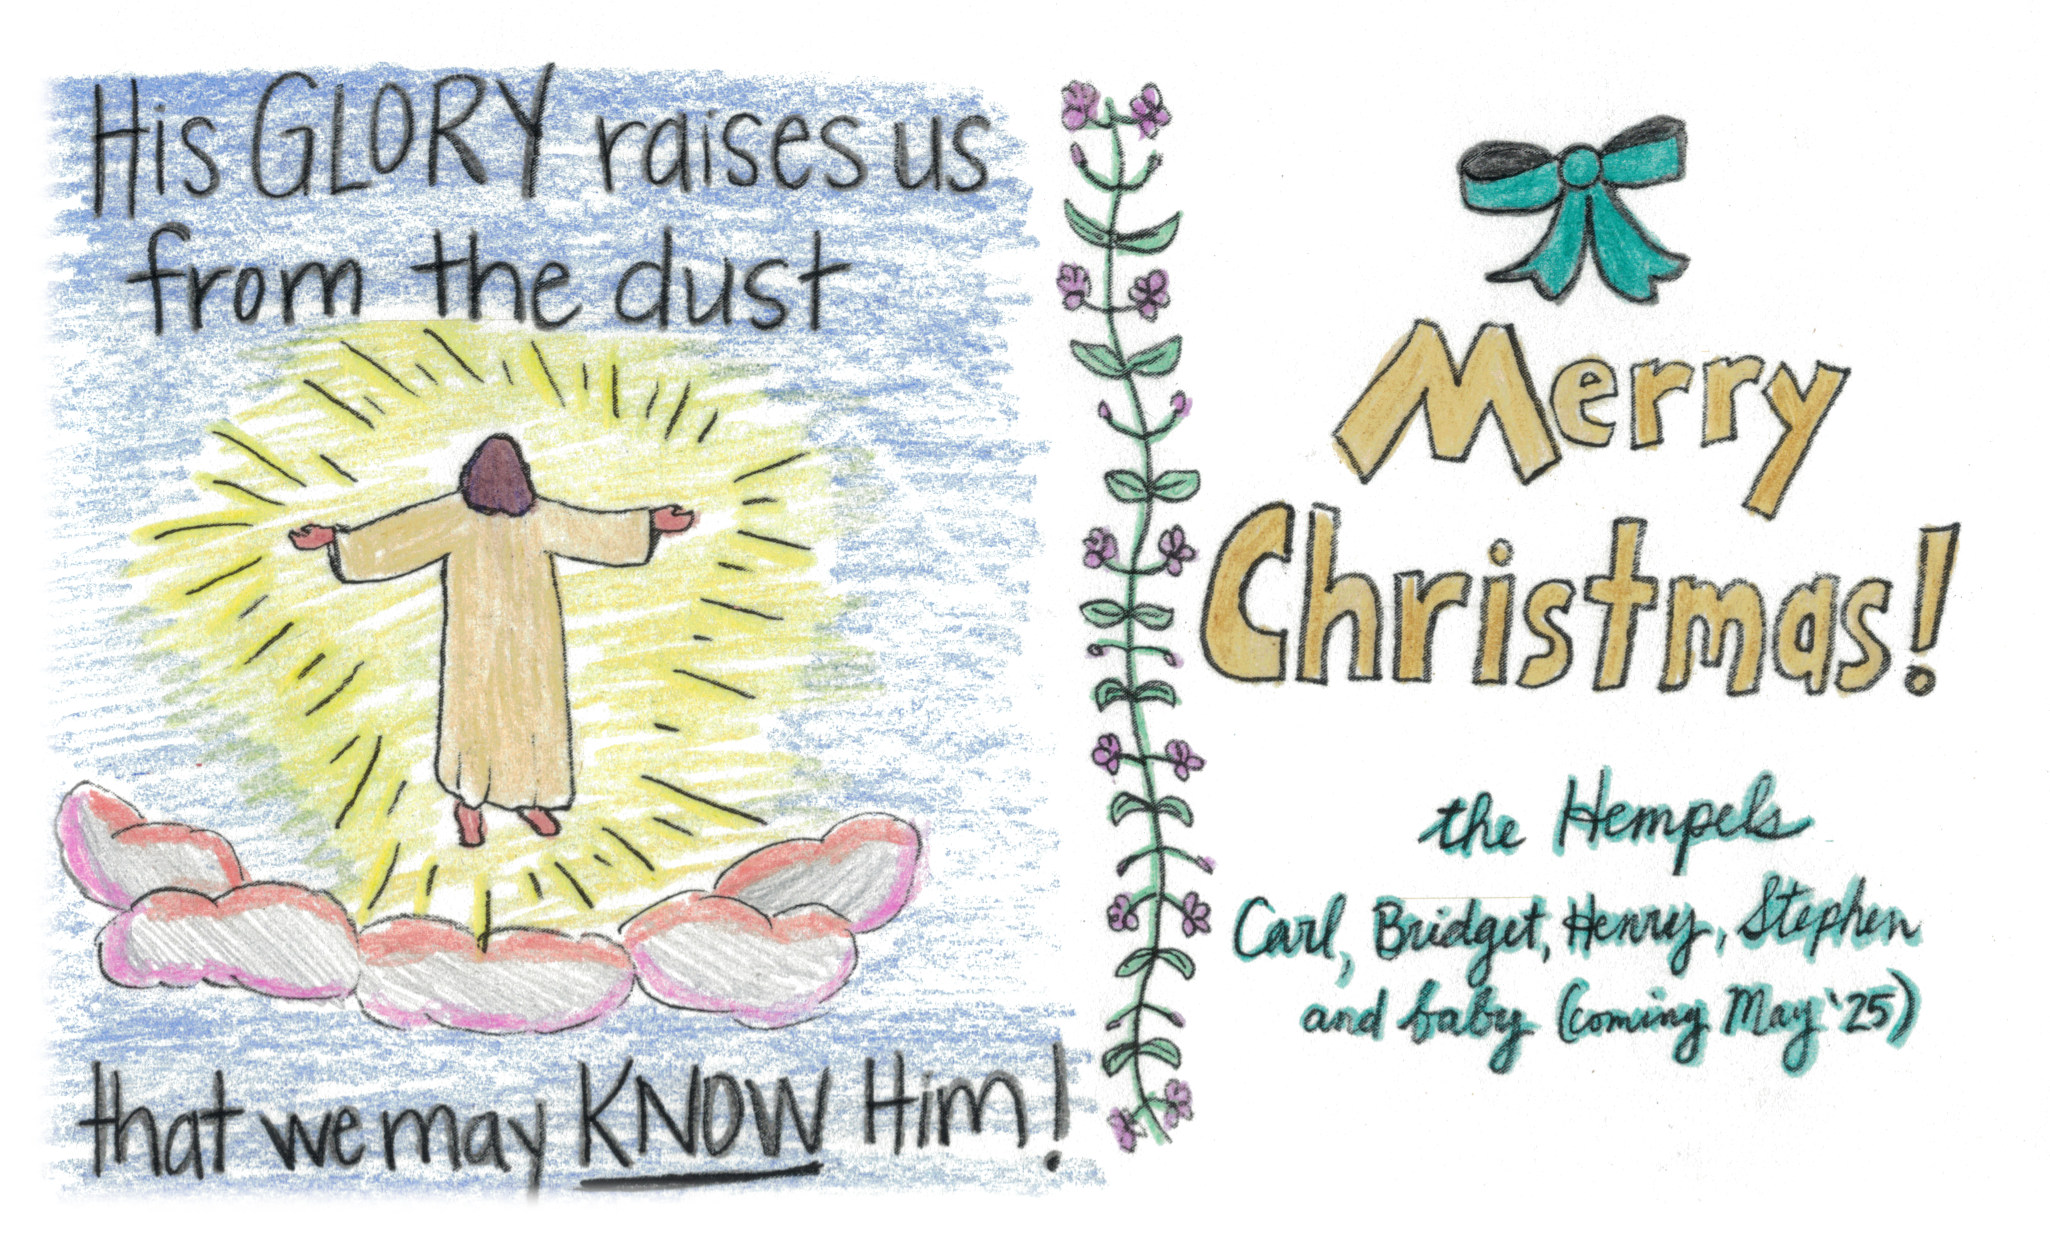 His GLORY raises us
from the dust
that we may KNOW Him!
Merry
Christmas!
the Hempels
Carl, Bridget, Henry, Stephen
and baby (coming May '25)